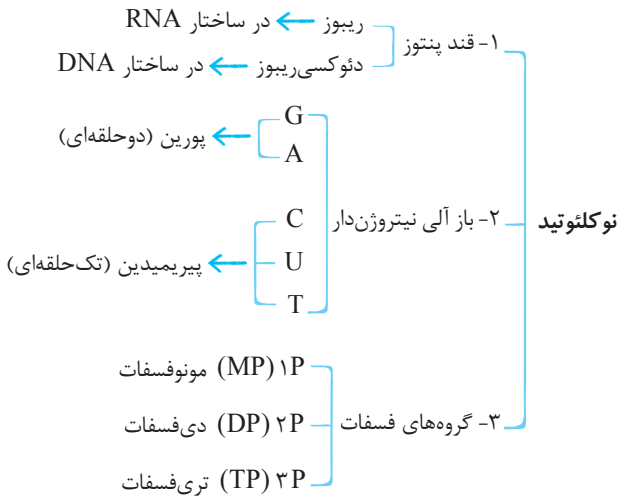 نوکلئوتید
۱- قند پنتوز
ریبوز ← در ساختار RNA
دئوکسی‌ریبوز ← در ساختار DNA
۲- باز آلی نیتروژن‌دار
G
A
← پورین (دوحلقه‌ای)
C
U
T
← پیریمیدین (تک‌حلقه‌ای)
۳- گروه‌های فسفات
۱P (MP) مونوفسفات
۲P (DP) دی‌فسفات
۳P (TP) تری‌فسفات